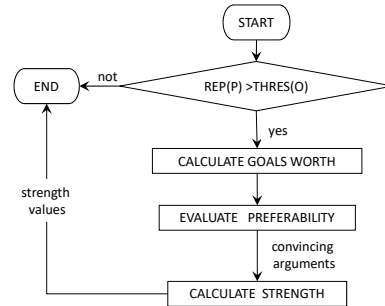 START
END
not
REP(P) >THRES(O)
yes
CALCULATE GOALS WORTH
strength
values
EVALUATE PREFERABILITY
convincing
arguments
CALCULATE STRENGTH